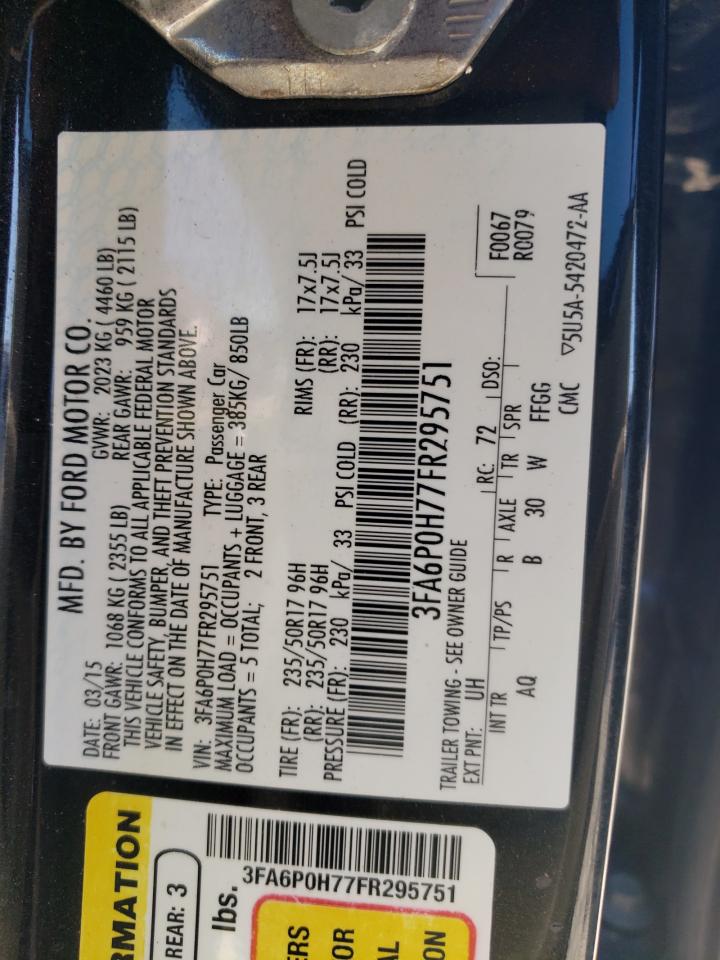 MFD. BY FORD MOTOR CO.
DATE: 03/15 GVWR: 2023 KG ( 4460 LB)
FRONT GAWR: 1068 KG ( 2355 LB) REAR GAWR: 959 KG ( 2115 LB)
THIS VEHICLE CONFORMS TO ALL APPLICABLE FEDERAL MOTOR
VEHICLE SAFETY, BUMPER, AND THEFT PREVENTION STANDARDS
IN EFFECT ON THE DATE OF MANUFACTURE SHOWN ABOVE.
VIN: 3FA6P0H77FR295751 TYPE: Passenger Car
MAXIMUM LOAD = OCCUPANTS + LUGGAGE = 385KG/ 850LB
OCCUPANTS = 5 TOTAL; 2 FRONT, 3 REAR
TIRE (FR): 235/50R17 96H RIMS (FR): 17x7.5J
(RR): 235/50R17 96H (RR): 17x7.5J
PRESSURE (FR): 230 kPa/ 33 PSI COLD (RR): 230 kPa/ 33 PSI COLD
3FA6P0H77FR295751
TRAILER TOWING - SEE OWNER GUIDE
EXT PNT: UH RC: 72 DSO: F0067
R0079
INT TR TP/PS R AXLE TR SPR
AQ B 30 W FFGG
CMC ▽5U5A-5420472-AA
RMATION
REAR: 3
lbs.
3FA6P0H77FR295751
ERS
OR
AL
ON